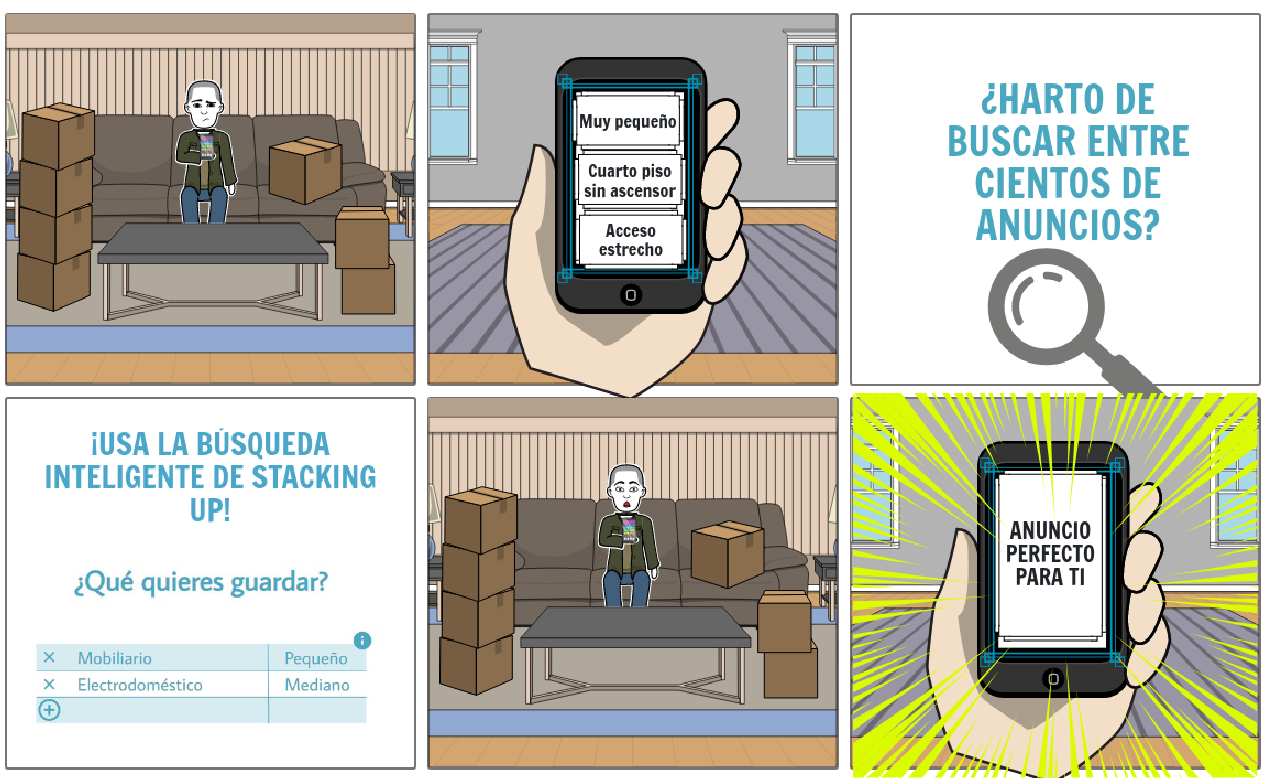 Muy pequeño
Cuarto piso
sin ascensor
Acceso
estrecho
¿HARTO DE
BUSCAR ENTRE
CIENTOS DE
ANUNCIOS?
¡USA LA BÚSQUEDA
INTELIGENTE DE STACKING
UP!
¿Qué quieres guardar?
i
× Mobiliario Pequeño
× Electrodoméstico Mediano
+
ANUNCIO
PERFECTO
PARA TI